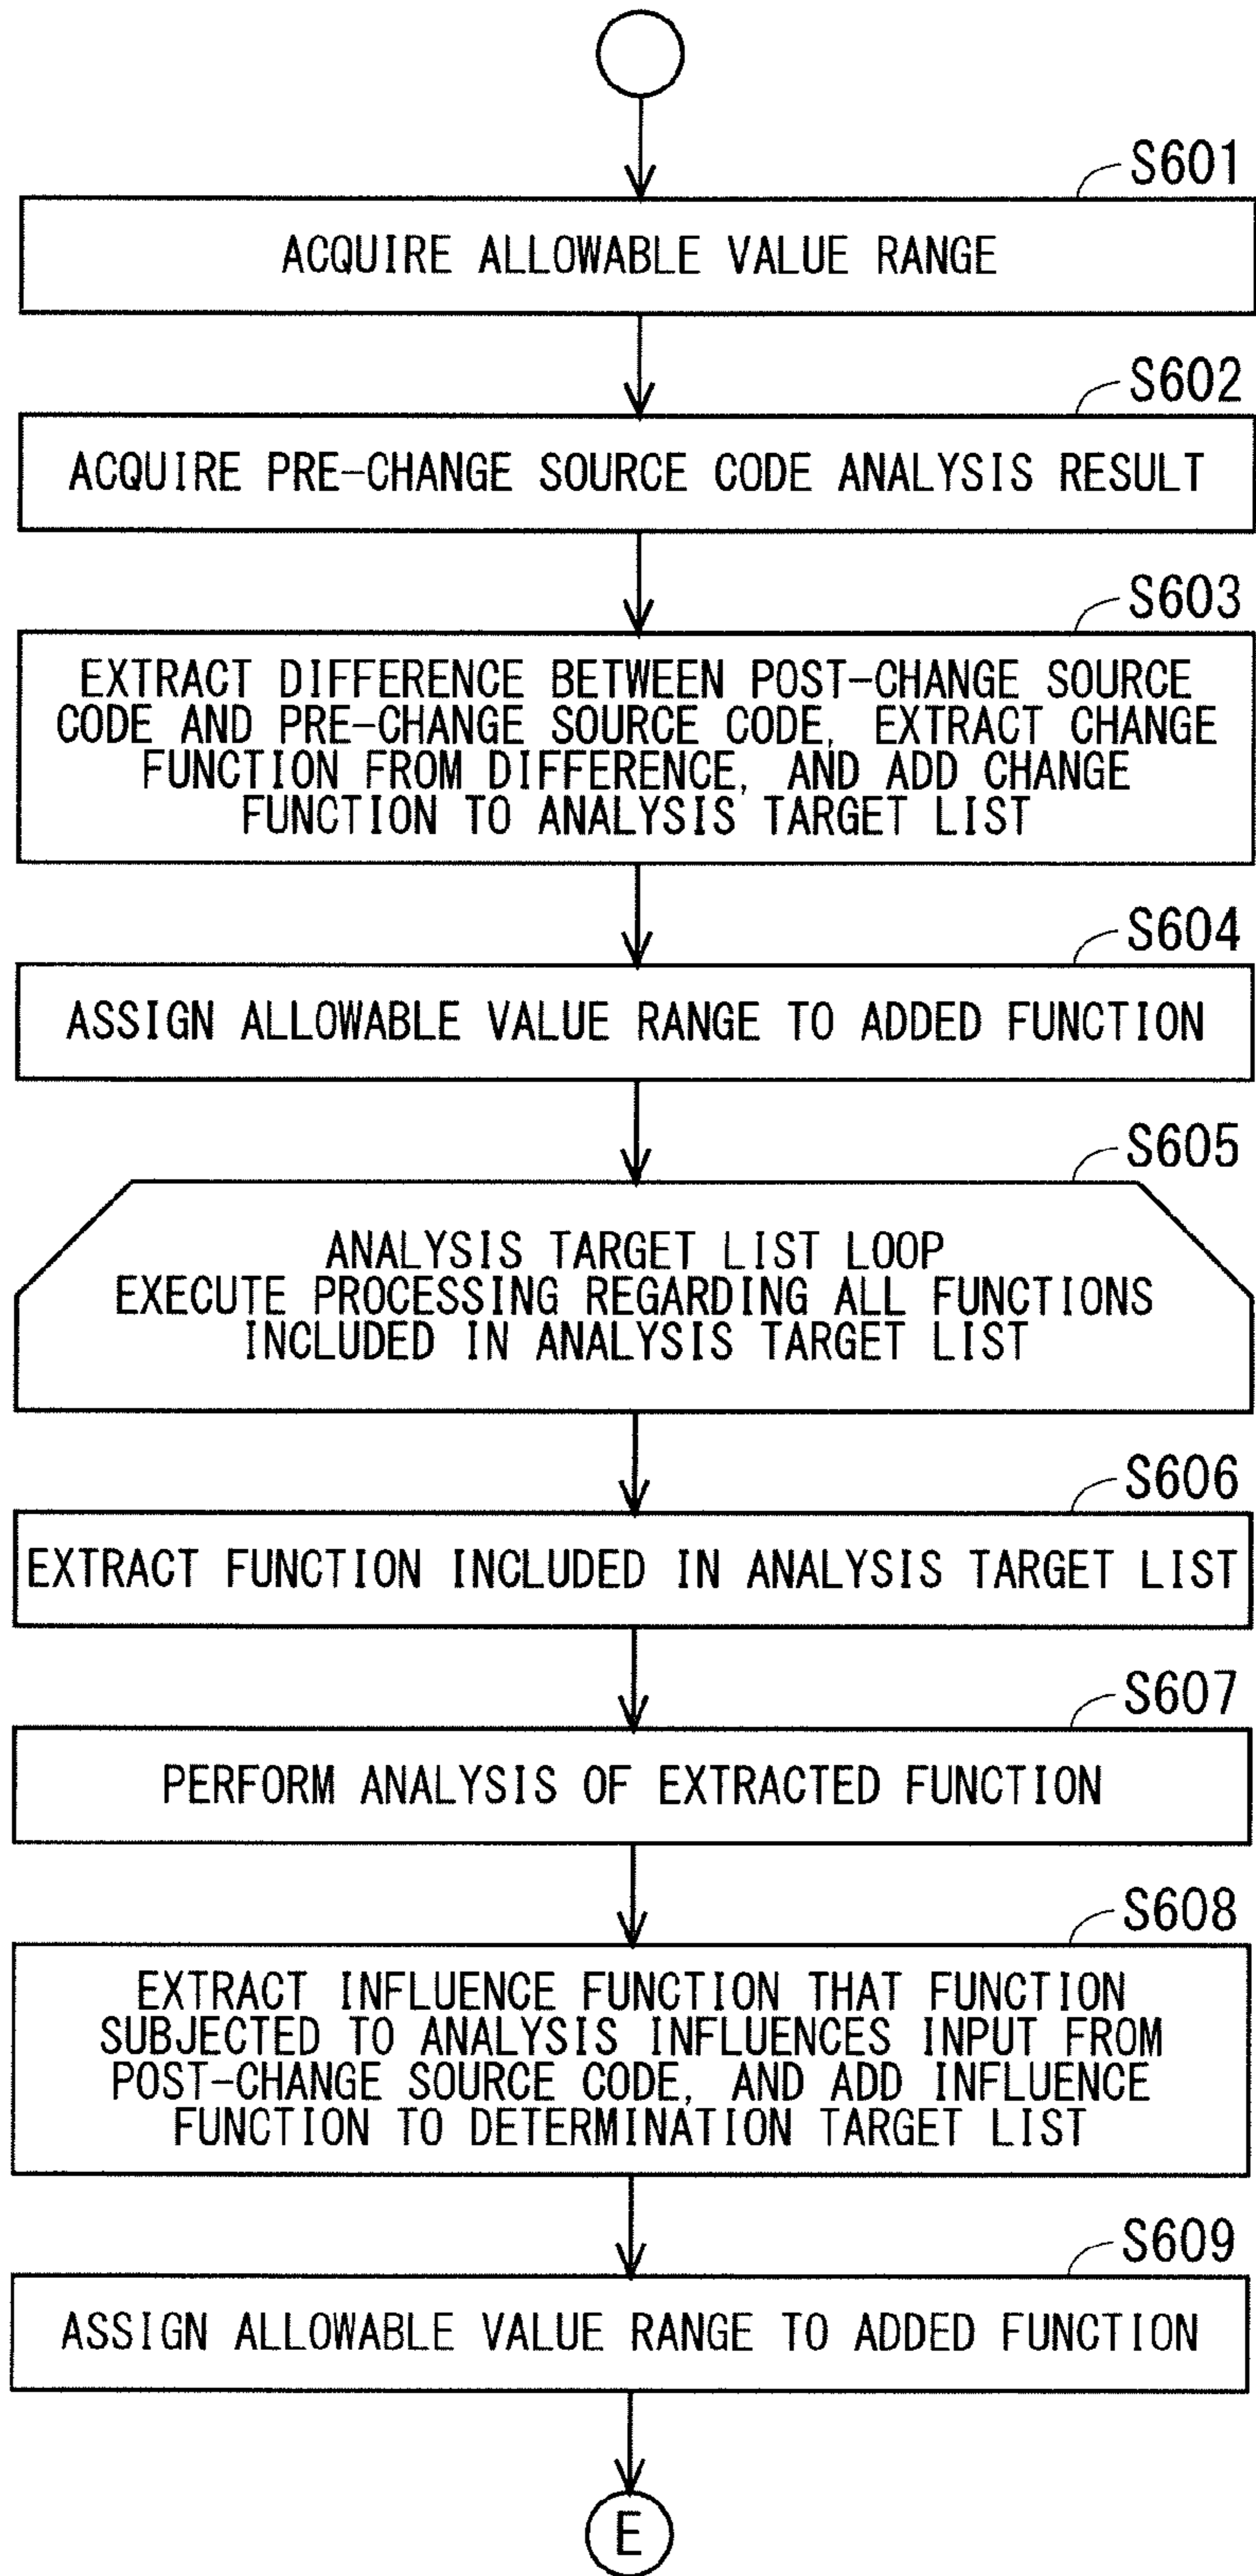 S601
ACQUIRE ALLOWABLE VALUE RANGE
S602
ACQUIRE PRE-CHANGE SOURCE CODE ANALYSIS RESULT
S603
EXTRACT DIFFERENCE BETWEEN POST-CHANGE SOURCE
CODE AND PRE-CHANGE SOURCE CODE, EXTRACT CHANGE
FUNCTION FROM DIFFERENCE, AND ADD CHANGE
FUNCTION TO ANALYSIS TARGET LIST
S604
ASSIGN ALLOWABLE VALUE RANGE TO ADDED FUNCTION
S605
ANALYSIS TARGET LIST LOOP
EXECUTE PROCESSING REGARDING ALL FUNCTIONS
INCLUDED IN ANALYSIS TARGET LIST
S606
EXTRACT FUNCTION INCLUDED IN ANALYSIS TARGET LIST
S607
PERFORM ANALYSIS OF EXTRACTED FUNCTION
S608
EXTRACT INFLUENCE FUNCTION THAT FUNCTION
SUBJECTED TO ANALYSIS INFLUENCES INPUT FROM
POST-CHANGE SOURCE CODE, AND ADD INFLUENCE
FUNCTION TO DETERMINATION TARGET LIST
S609
ASSIGN ALLOWABLE VALUE RANGE TO ADDED FUNCTION
E